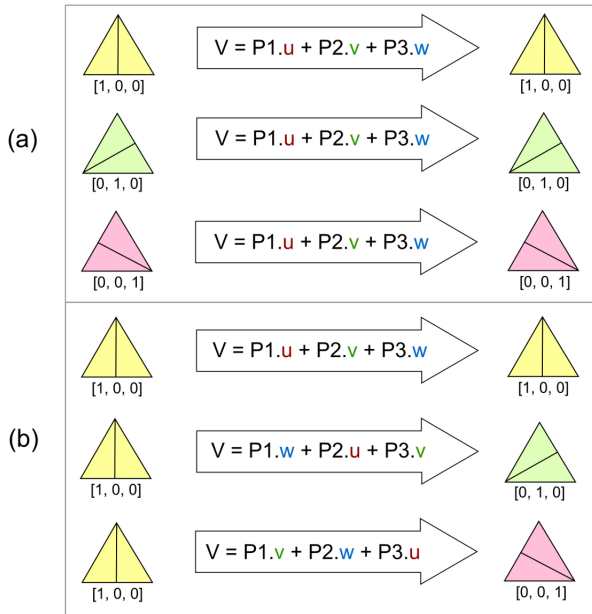 (a)
V = P1.u + P2.v + P3.w
[1, 0, 0]
[1, 0, 0]
V = P1.u + P2.v + P3.w
[0, 1, 0]
[0, 1, 0]
V = P1.u + P2.v + P3.w
[0, 0, 1]
[0, 0, 1]
(b)
V = P1.u + P2.v + P3.w
[1, 0, 0]
[1, 0, 0]
V = P1.w + P2.u + P3.v
[1, 0, 0]
[0, 1, 0]
V = P1.v + P2.w + P3.u
[1, 0, 0]
[0, 0, 1]